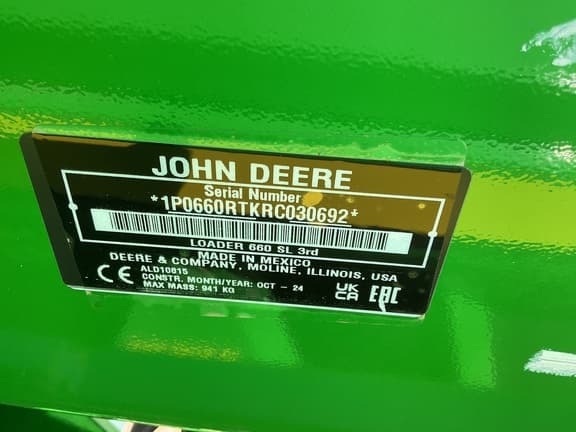 JOHN DEERE
Serial Number
*1P0660RTKRC030692*
LOADER 660 SL 3rd
MADE IN MEXICO
DEERE & COMPANY, MOLINE, ILLINOIS, USA
ALD10615
CONSTR. MONTH/YEAR: OCT - 24
MAX MASS: 941 KG
CE
UK
CA
EAC